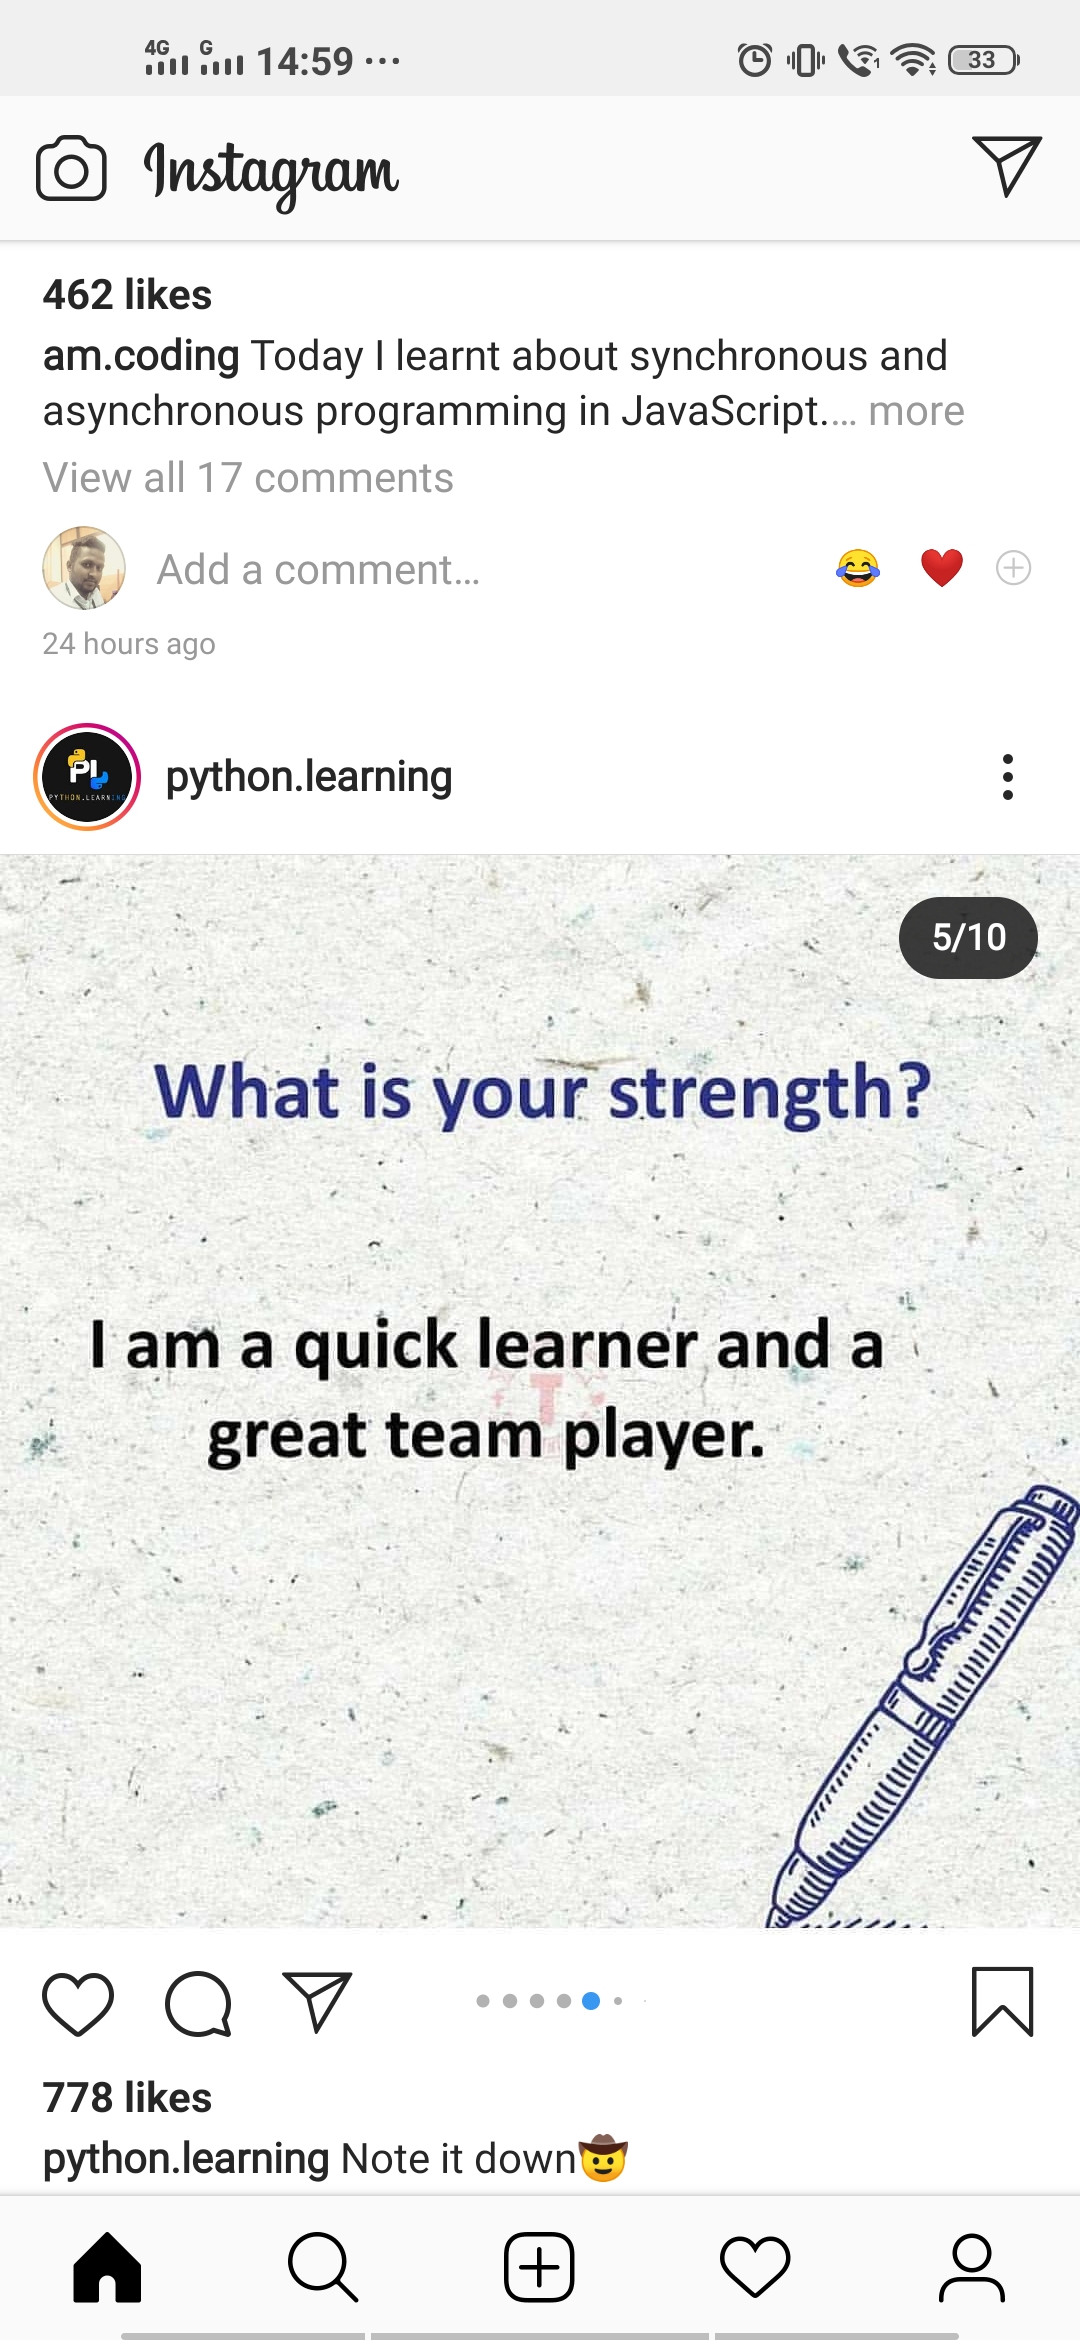 4G G 14:59 ... 33
Instagram
462 likes
am.coding Today I learnt about synchronous and
asynchronous programming in JavaScript.... more
View all 17 comments
Add a comment...
24 hours ago
PL
PYTHON.LEARNING
python.learning
5/10
What is your strength?
I am a quick learner and a
great team player.
778 likes
python.learning Note it down🤠